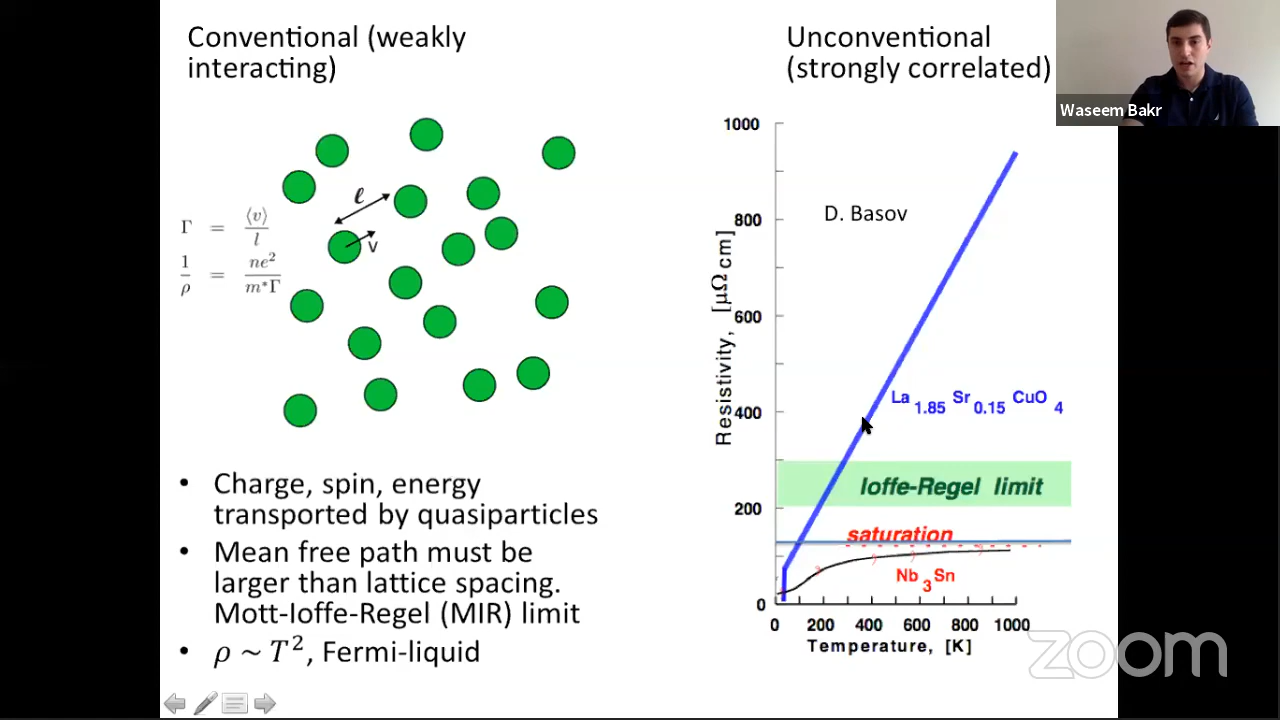 Conventional (weakly
interacting)
ℓ
v
Γ = ⟨v⟩/l
1/ρ = ne²/m*Γ
• Charge, spin, energy
transported by quasiparticles
• Mean free path must be
larger than lattice spacing.
Mott-Ioffe-Regel (MIR) limit
• ρ ~ T², Fermi-liquid
Unconventional
(strongly correlated)
Waseem Bakr
D. Basov
Resistivity, [μΩ cm]
1000
800
600
400
200
0
La 1.85 Sr 0.15 CuO 4
Ioffe-Regel limit
saturation
Nb 3 Sn
0 200 400 600 800 1000
Temperature, [K]
zoom